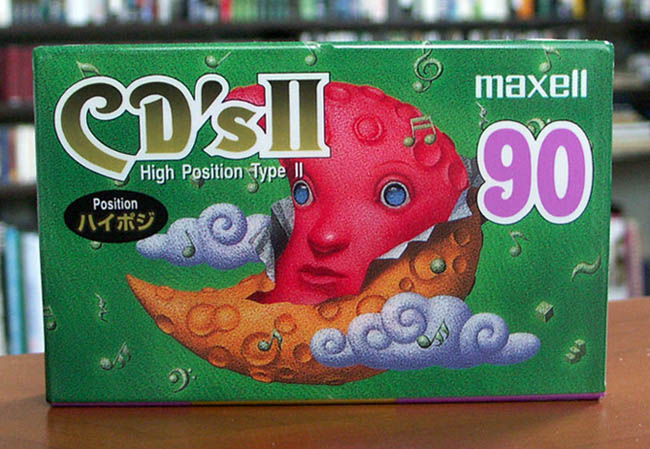 CD'sII
High Position Type II
maxell
90
Position
ハイポジ